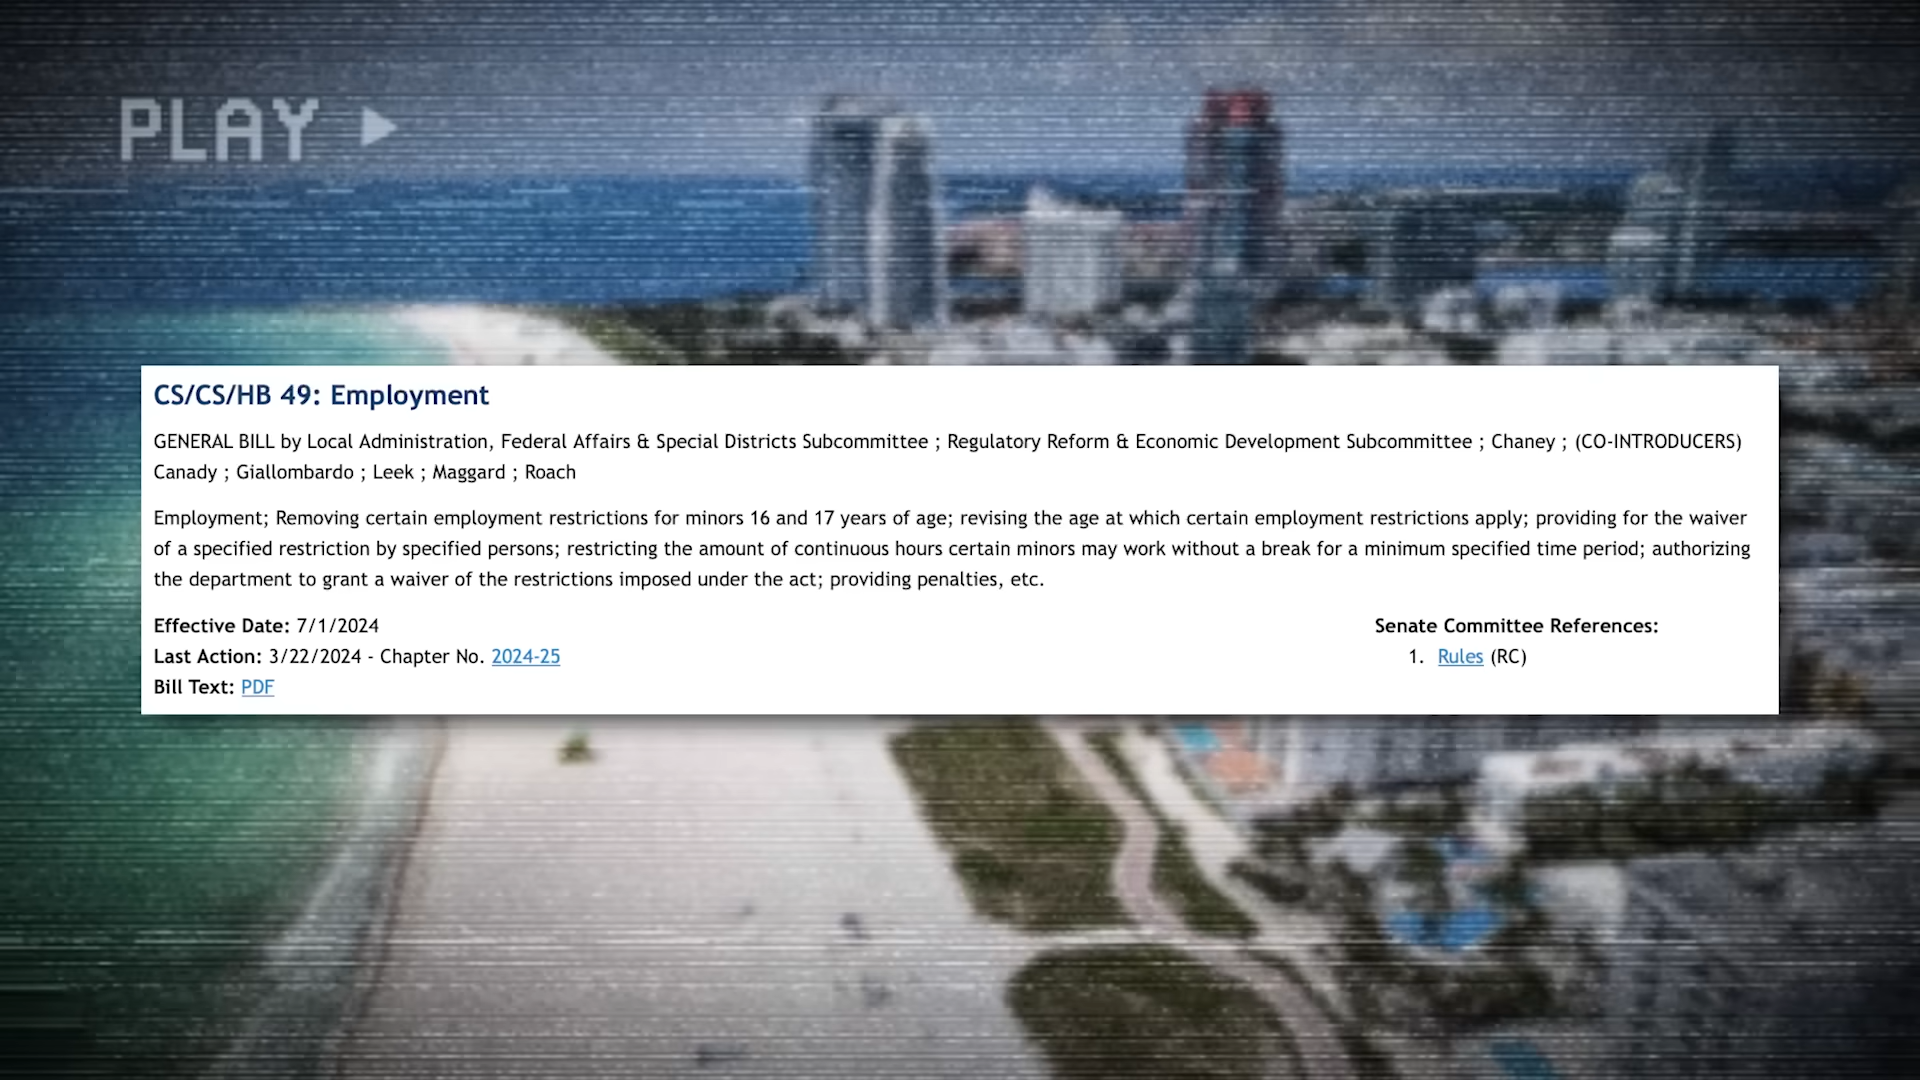 PLAY
CS/CS/HB 49: Employment
GENERAL BILL by Local Administration, Federal Affairs & Special Districts Subcommittee ; Regulatory Reform & Economic Development Subcommittee ; Chaney ; (CO-INTRODUCERS)
Canady ; Giallombardo ; Leek ; Maggard ; Roach
Employment; Removing certain employment restrictions for minors 16 and 17 years of age; revising the age at which certain employment restrictions apply; providing for the waiver
of a specified restriction by specified persons; restricting the amount of continuous hours certain minors may work without a break for a minimum specified time period; authorizing
the department to grant a waiver of the restrictions imposed under the act; providing penalties, etc.
Effective Date: 7/1/2024
Last Action: 3/22/2024 - Chapter No. 2024-25
Bill Text: PDF
Senate Committee References:
1. Rules (RC)